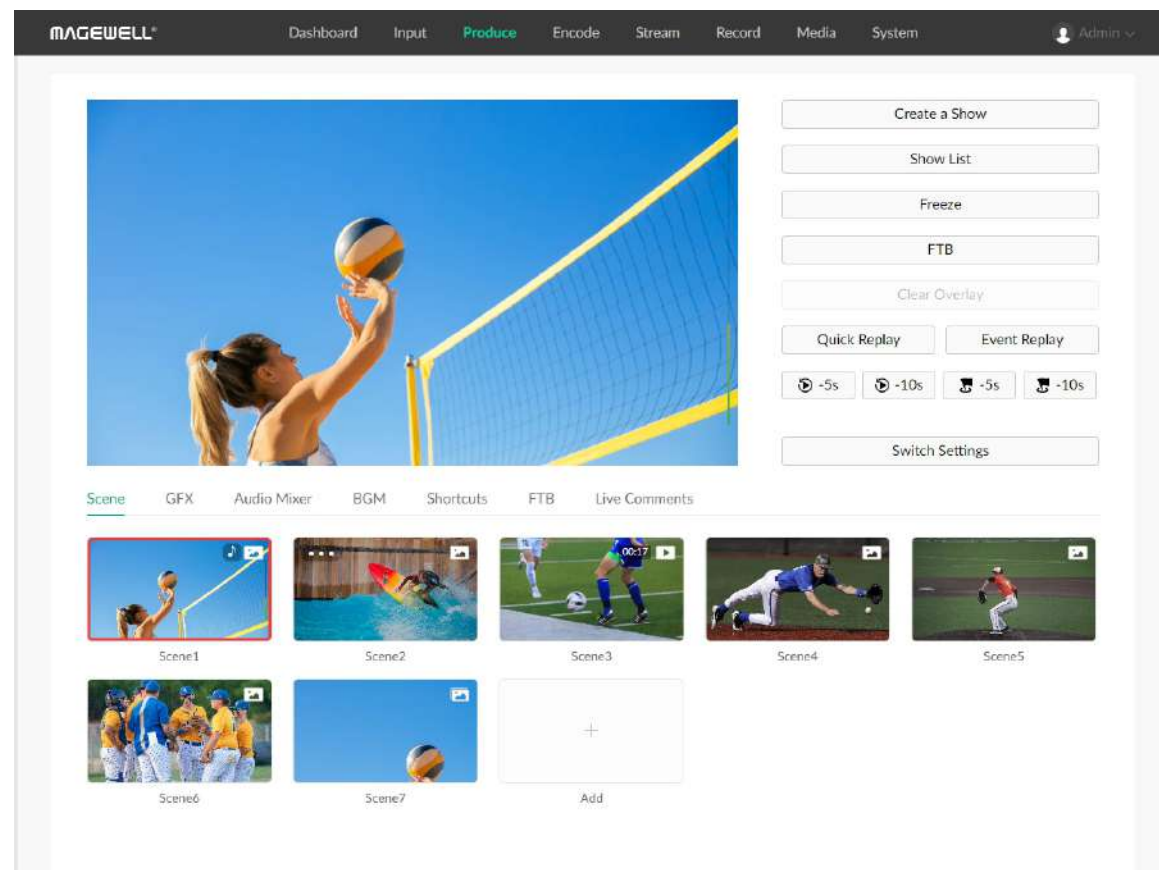 MAGEWELL®
Dashboard Input Produce Encode Stream Record Media System Admin
Create a Show
Show List
Freeze
FTB
Clear Overlay
Quick Replay Event Replay
-5s -10s -5s -10s
Switch Settings
Scene GFX Audio Mixer BGM Shortcuts FTB Live Comments
00:17
Scene1 Scene2 Scene3 Scene4 Scene5
Scene6 Scene7 Add